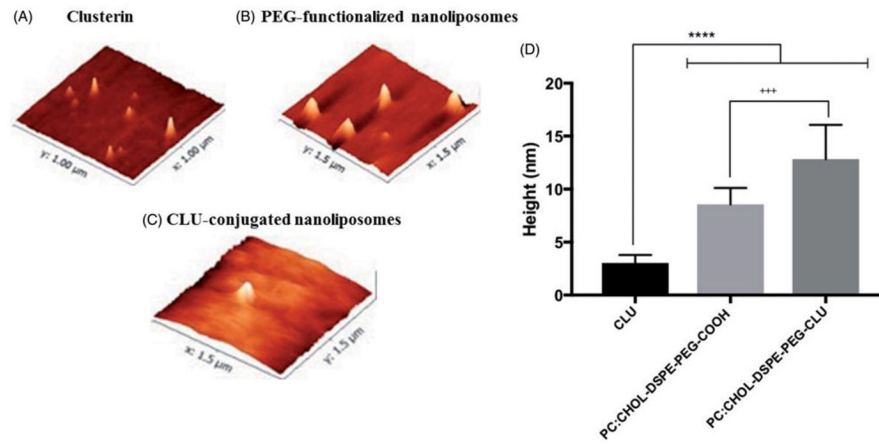 (A) Clusterin
(B) PEG-functionalized nanoliposomes
y: 1.00 µm
x: 1.00 µm
y: 1.5 µm
x: 1.5 µm
(C) CLU-conjugated nanoliposomes
x: 1.5 µm
y: 1.5 µm
(D)
****
+++
Height (nm)
20
15
10
5
0
CLU
PC:CHOL-DSPE-PEG-COOH
PC:CHOL-DSPE-PEG-CLU